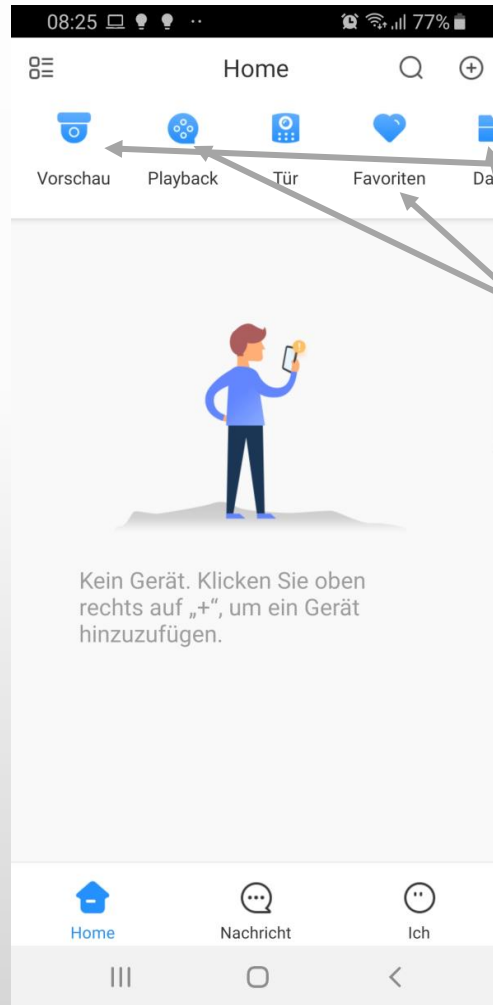 08:25
77%
Home
Vorschau
Playback
Tür
Favoriten
Kein Gerät. Klicken Sie oben
rechts auf „+“, um ein Gerät
hinzuzufügen.
Home
Nachricht
Ich